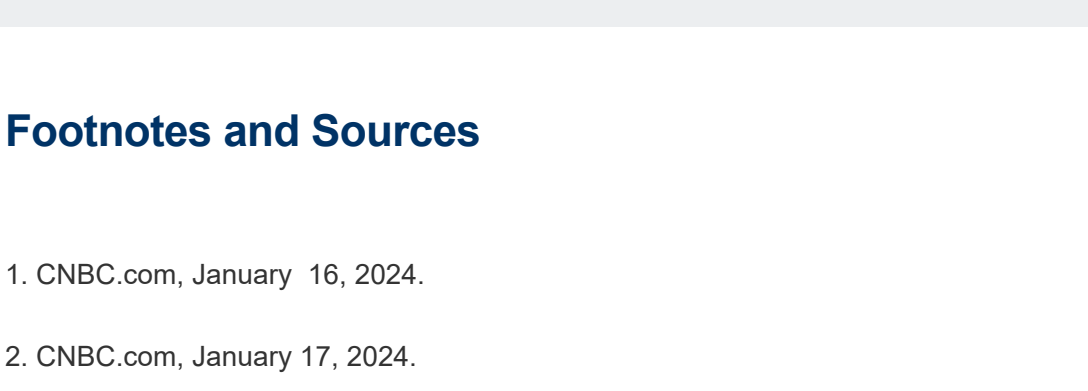 Footnotes and Sources
1. CNBC.com, January  16, 2024.
2. CNBC.com, January 17, 2024.